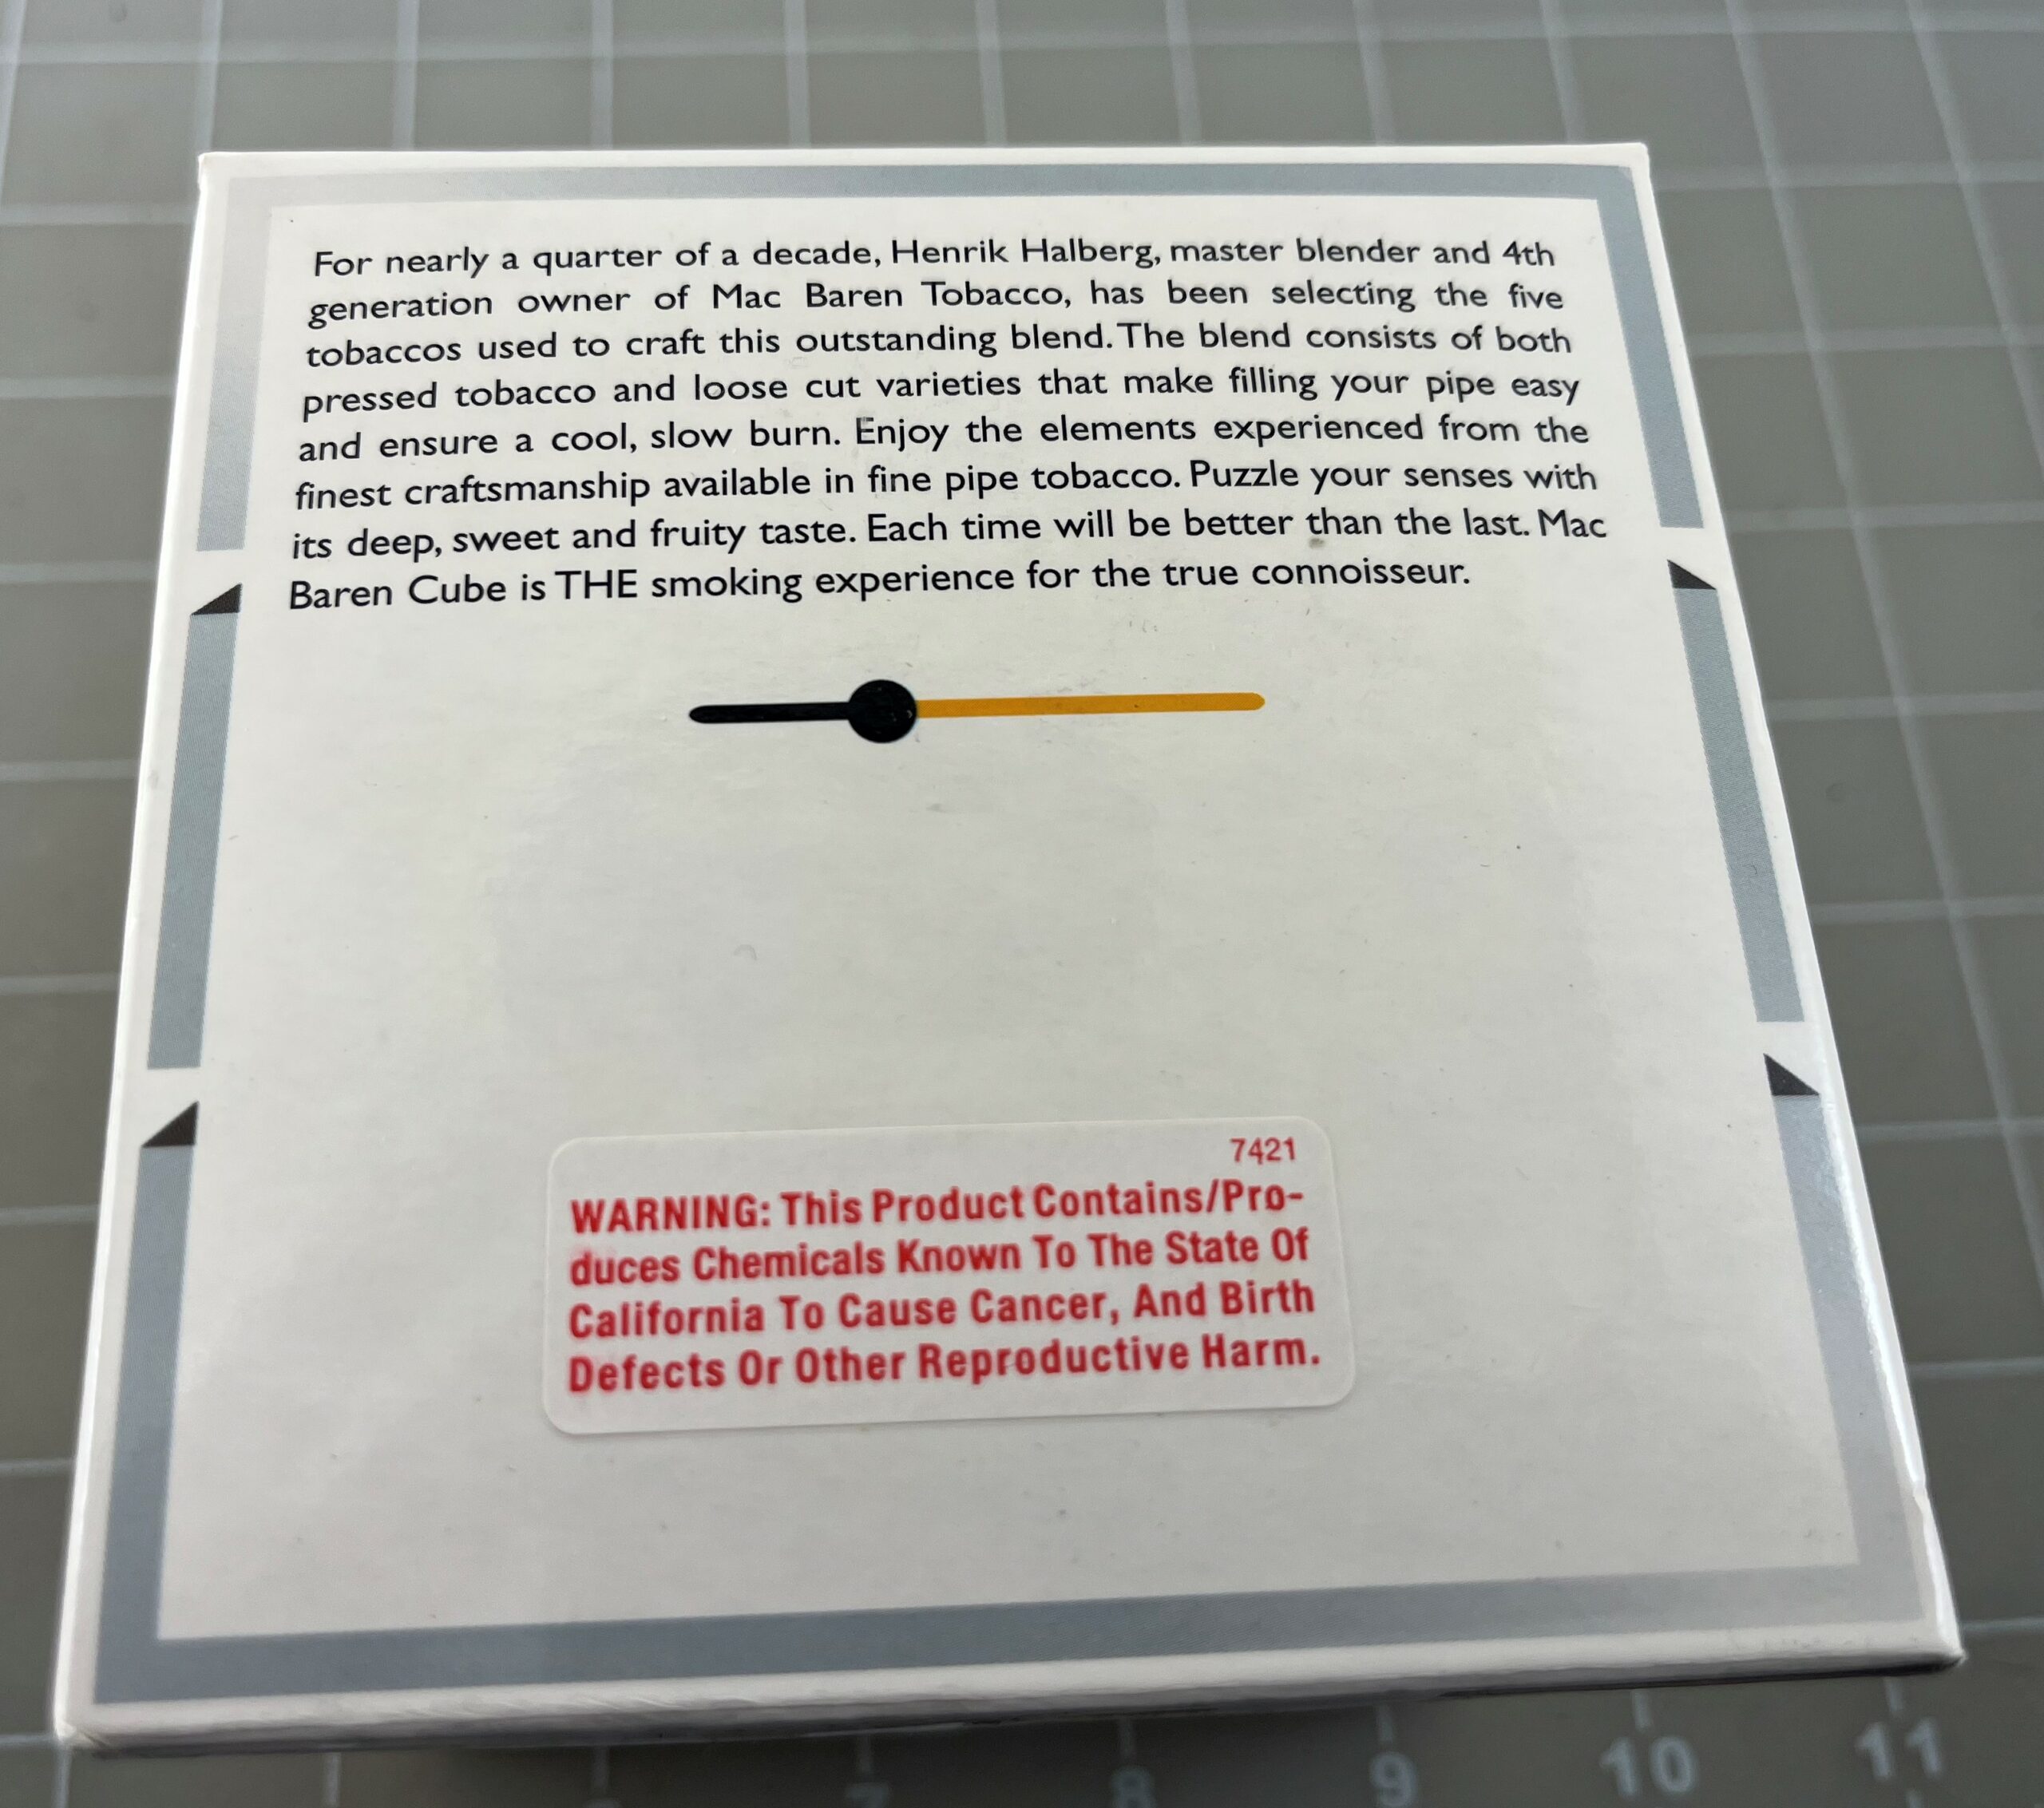 For nearly a quarter of a decade, Henrik Halberg, master blender and 4th
generation owner of Mac Baren Tobacco, has been selecting the five
tobaccos used to craft this outstanding blend. The blend consists of both
pressed tobacco and loose cut varieties that make filling your pipe easy
and ensure a cool, slow burn. Enjoy the elements experienced from the
finest craftsmanship available in fine pipe tobacco. Puzzle your senses with
its deep, sweet and fruity taste. Each time will be better than the last. Mac
Baren Cube is THE smoking experience for the true connoisseur.
7421
WARNING: This Product Contains/Pro-
duces Chemicals Known To The State Of
California To Cause Cancer, And Birth
Defects Or Other Reproductive Harm.
7 8 9 10 11